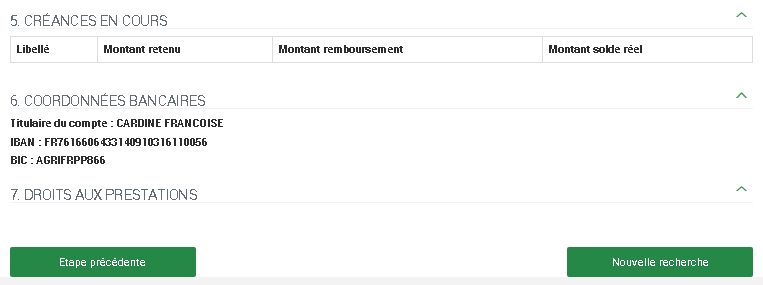 5. CRÉANCES EN COURS
Libellé Montant retenu Montant remboursement Montant solde réel
6. COORDONNÉES BANCAIRES
Titulaire du compte : CARDINE FRANCOISE
IBAN : FR7616606433140910316110056
BIC : AGRIFRPP866
7. DROITS AUX PRESTATIONS
Etape précédente Nouvelle recherche